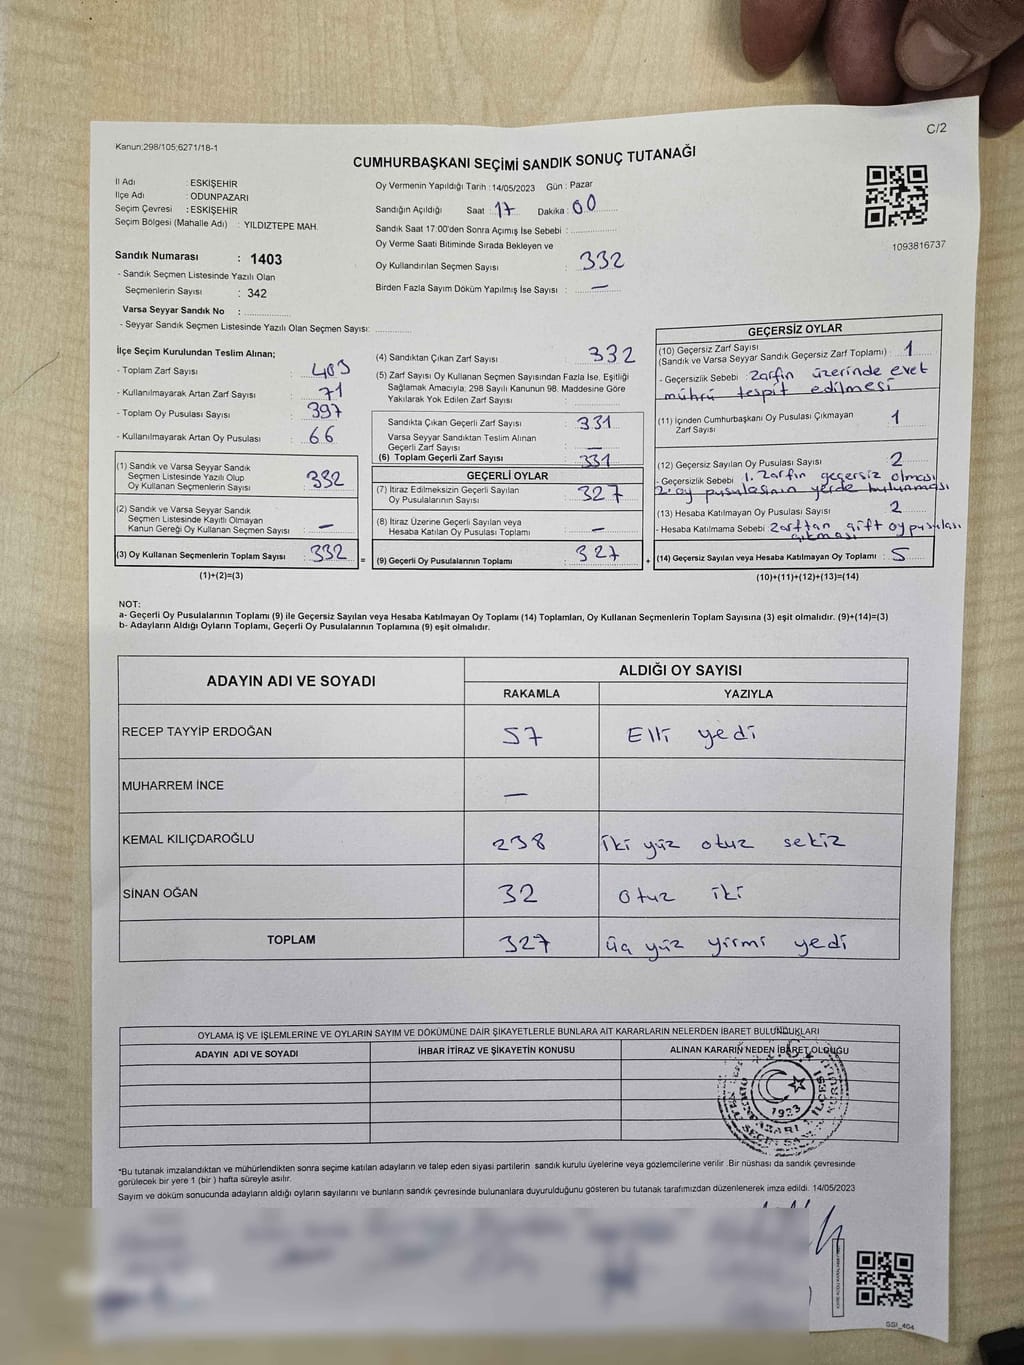 C/2
Kanun:298/105;6271/18-1
CUMHURBAŞKANI SEÇİMİ SANDIK SONUÇ TUTANAĞI
İl Adı : ESKİŞEHİR
İlçe Adı : ODUNPAZARI
Seçim Çevresi : ESKİŞEHİR
Seçim Bölgesi (Mahalle Adı) : YILDIZTEPE MAH.
Sandık Numarası : 1403
- Sandık Seçmen Listesinde Yazılı Olan
Seçmenlerin Sayısı : 342
Varsa Seyyar Sandık No :
- Seyyar Sandık Seçmen Listesinde Yazılı Olan Seçmen Sayısı:
Oy Vermenin Yapıldığı Tarih :14/05/2023 Gün : Pazar
Sandığın Açıldığı Saat : 17 Dakika : 00
Sandık Saat 17:00'den Sonra Açımış İse Sebebi :
Oy Verme Saati Bitiminde Sırada Bekleyen ve
Oy Kullandırılan Seçmen Sayısı : 332
Birden Fazla Sayım Döküm Yapılmış İse Sayısı : —
1093816737
İlçe Seçim Kurulundan Teslim Alınan;
- Toplam Zarf Sayısı : 403
- Kullanılmayarak Artan Zarf Sayısı : 71
- Toplam Oy Pusulası Sayısı : 397
- Kullanılmayarak Artan Oy Pusulası : 66
(1) Sandık ve Varsa Seyyar Sandık
Seçmen Listesinde Yazılı Olup
Oy Kullanan Seçmenlerin Sayısı : 332
(2) Sandık ve Varsa Seyyar Sandık
Seçmen Listesinde Kayıtlı Olmayan
Kanun Gereği Oy Kullanan Seçmen Sayısı : —
(3) Oy Kullanan Seçmenlerin Toplam Sayısı : 332 =
(1)+(2)=(3)
(4) Sandıktan Çıkan Zarf Sayısı : 332
(5) Zarf Sayısı Oy Kullanan Seçmen Sayısından Fazla İse, Eşitliği
Sağlamak Amacıyla; 298 Sayılı Kanunun 98. Maddesine Göre
Yakılarak Yok Edilen Zarf Sayısı :
Sandıkta Çıkan Geçerli Zarf Sayısı : 331
Varsa Seyyar Sandıktan Teslim Alınan
Geçerli Zarf Sayısı : —
(6) Toplam Geçerli Zarf Sayısı : 331
GEÇERLİ OYLAR
(7) İtiraz Edilmeksizin Geçerli Sayılan
Oy Pusulalarının Sayısı : 327
(8) İtiraz Üzerine Geçerli Sayılan veya
Hesaba Katılan Oy Pusulası Toplamı : —
(9) Geçerli Oy Pusulalarının Toplamı : 327 +
GEÇERSİZ OYLAR
(10) Geçersiz Zarf Sayısı
(Sandık ve Varsa Seyyar Sandık Geçersiz Zarf Toplamı) : 1
- Geçersizlik Sebebi : Zarfın üzerinde evet
mührü tespit edilmesi
(11) İçinden Cumhurbaşkanı Oy Pusulası Çıkmayan
Zarf Sayısı : 1
(12) Geçersiz Sayılan Oy Pusulası Sayısı : 2
- Geçersizlik Sebebi : 1. Zarfın geçersiz olması
2. oy pusulasının yerde bulunması
(13) Hesaba Katılmayan Oy Pusulası Sayısı : 2
- Hesaba Katılmama Sebebi : Zarftan çift oy pusulası
çıkması
(14) Geçersiz Sayılan veya Hesaba Katılmayan Oy Toplamı : 5
(10)+(11)+(12)+(13)=(14)
NOT:
a- Geçerli Oy Pusulalarının Toplamı (9) ile Geçersiz Sayılan veya Hesaba Katılmayan Oy Toplamı (14) Toplamları, Oy Kullanan Seçmenlerin Toplam Sayısına (3) eşit olmalıdır. (9)+(14)=(3)
b- Adayların Aldığı Oyların Toplamı, Geçerli Oy Pusulalarının Toplamına (9) eşit olmalıdır.
ADAYIN ADI VE SOYADI ALDIĞI OY SAYISI
RAKAMLA YAZIYLA
RECEP TAYYİP ERDOĞAN 57 Elli yedi
MUHARREM İNCE —
KEMAL KILIÇDAROĞLU 238 iki yüz otuz sekiz
SİNAN OĞAN 32 Otuz iki
TOPLAM 327 üç yüz yirmi yedi
OYLAMA İŞ VE İŞLEMLERİNE VE OYLARIN SAYIM VE DÖKÜMÜNE DAİR ŞİKAYETLERLE BUNLARA AİT KARARLARIN NELERDEN İBARET BULUNDUKLARI
ADAYIN ADI VE SOYADI İHBAR İTİRAZ VE ŞİKAYETİN KONUSU ALINAN KARARIN NEDEN İBARET OLDUĞU
1923
*Bu tutanak imzalandıktan ve mühürlendikten sonra seçime katılan adayların ve talep eden siyasi partilerin sandık kurulu üyelerine veya gözlemcilerine verilir .Bir nüshası da sandık çevresinde
görülecek bir yere 1 (bir ) hafta süreyle asılır.
Sayım ve döküm sonucunda adayların aldığı oyların sayılarını ve bunların sandık çevresinde bulunanlara duyurulduğunu gösteren bu tutanak tarafımızdan düzenlenerek imza edildi. 14/05/2023
SSI_404